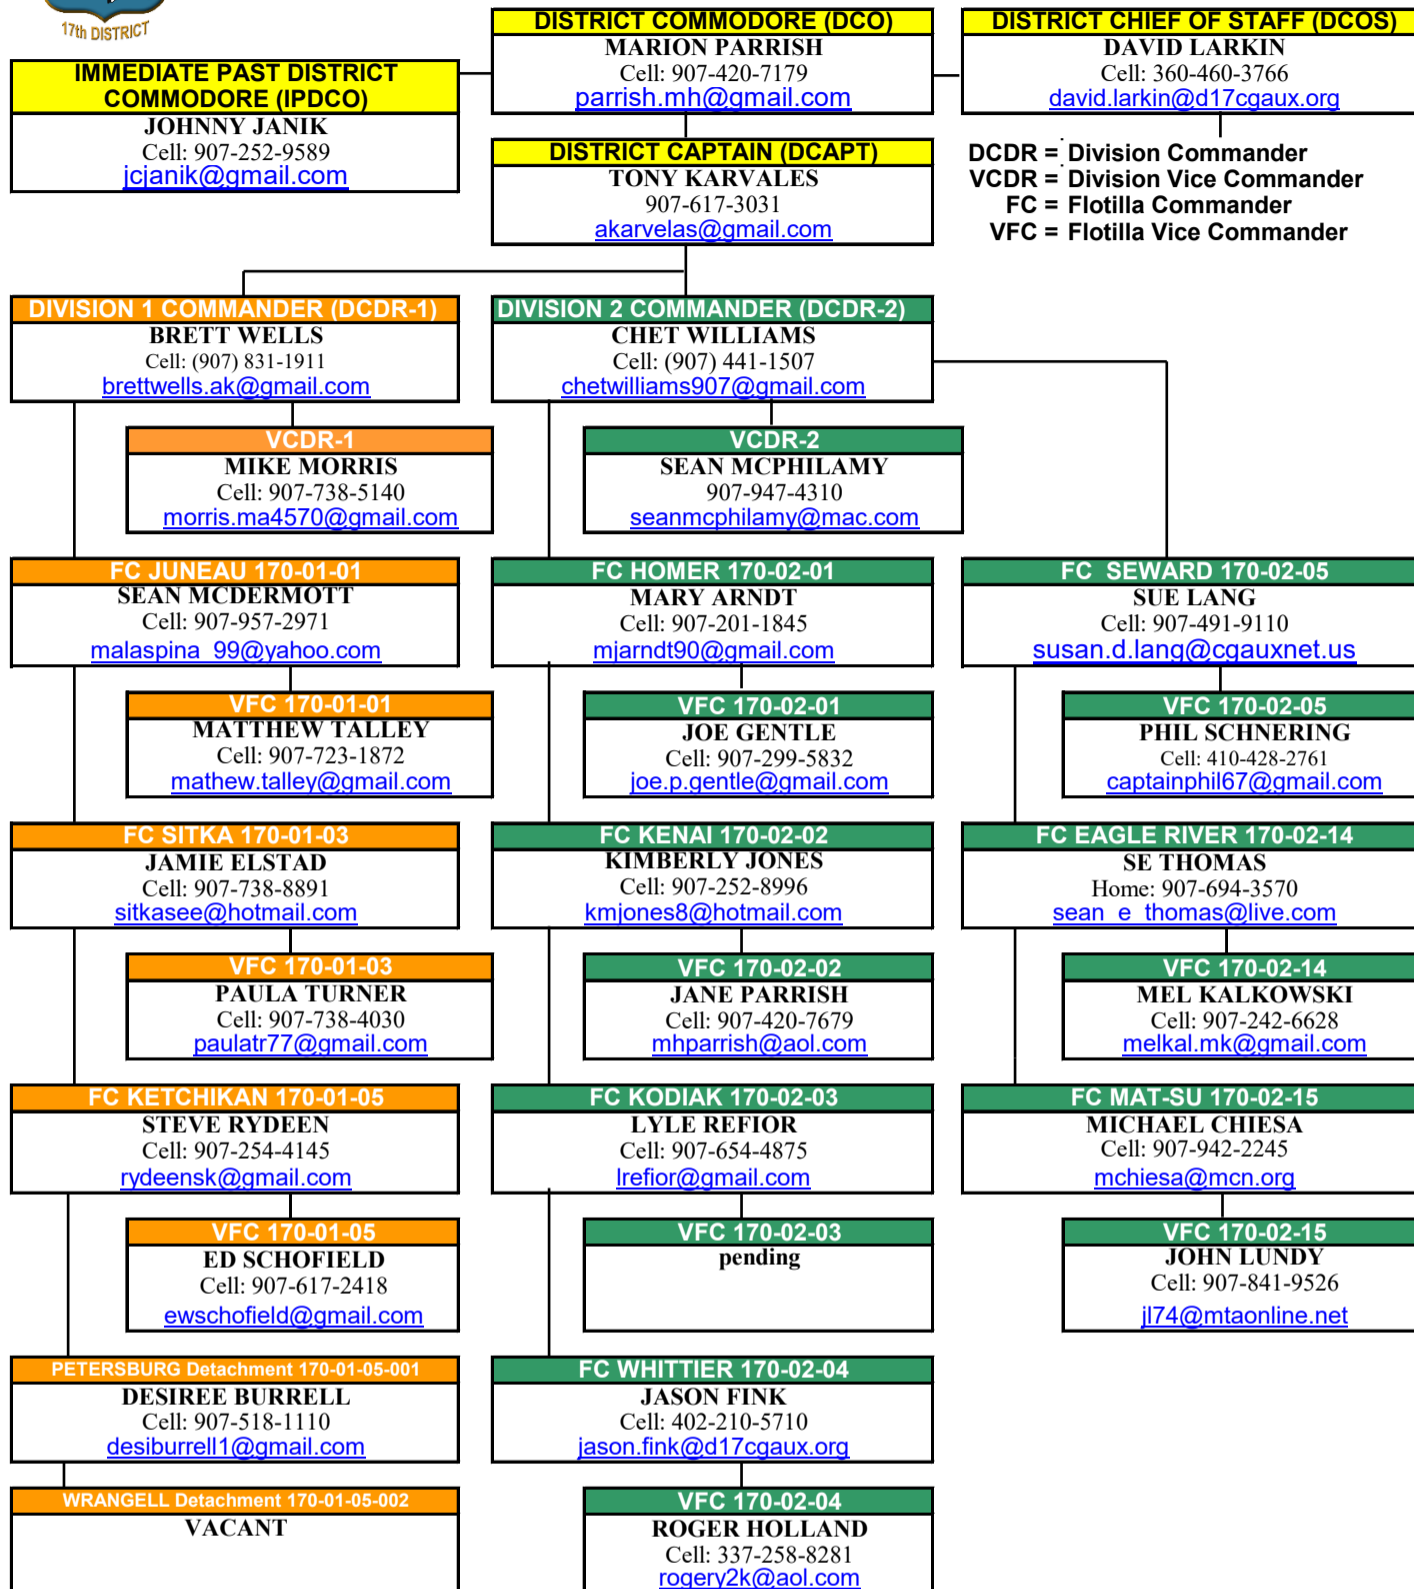 17th DISTRICT
DISTRICT COMMODORE (DCO)
MARION PARRISH
Cell: 907-420-7179
parrish.mh@gmail.com
DISTRICT CHIEF OF STAFF (DCOS)
DAVID LARKIN
Cell: 360-460-3766
david.larkin@d17cgaux.org
IMMEDIATE PAST DISTRICT
COMMODORE (IPDCO)
JOHNNY JANIK
Cell: 907-252-9589
jcjanik@gmail.com
DISTRICT CAPTAIN (DCAPT)
TONY KARVALES
907-617-3031
akarvelas@gmail.com
DCDR = Division Commander
VCDR = Division Vice Commander
FC = Flotilla Commander
VFC = Flotilla Vice Commander
DIVISION 1 COMMANDER (DCDR-1)
BRETT WELLS
Cell: (907) 831-1911
brettwells.ak@gmail.com
VCDR-1
MIKE MORRIS
Cell: 907-738-5140
morris.ma4570@gmail.com
FC JUNEAU 170-01-01
SEAN MCDERMOTT
Cell: 907-957-2971
malaspina_99@yahoo.com
VFC 170-01-01
MATTHEW TALLEY
Cell: 907-723-1872
mathew.talley@gmail.com
FC SITKA 170-01-03
JAMIE ELSTAD
Cell: 907-738-8891
sitkasee@hotmail.com
VFC 170-01-03
PAULA TURNER
Cell: 907-738-4030
paulatr77@gmail.com
FC KETCHIKAN 170-01-05
STEVE RYDEEN
Cell: 907-254-4145
rydeensk@gmail.com
VFC 170-01-05
ED SCHOFIELD
Cell: 907-617-2418
ewschofield@gmail.com
PETERSBURG Detachment 170-01-05-001
DESIREE BURRELL
Cell: 907-518-1110
desiburrell1@gmail.com
WRANGELL Detachment 170-01-05-002
VACANT
DIVISION 2 COMMANDER (DCDR-2)
CHET WILLIAMS
Cell: (907) 441-1507
chetwilliams907@gmail.com
VCDR-2
SEAN MCPHILAMY
907-947-4310
seanmcphilamy@mac.com
FC HOMER 170-02-01
MARY ARNDT
Cell: 907-201-1845
mjarndt90@gmail.com
VFC 170-02-01
JOE GENTLE
Cell: 907-299-5832
joe.p.gentle@gmail.com
FC KENAI 170-02-02
KIMBERLY JONES
Cell: 907-252-8996
kmjones8@hotmail.com
VFC 170-02-02
JANE PARRISH
Cell: 907-420-7679
mhparrish@aol.com
FC KODIAK 170-02-03
LYLE REFIOR
Cell: 907-654-4875
lrefior@gmail.com
VFC 170-02-03
pending
FC WHITTIER 170-02-04
JASON FINK
Cell: 402-210-5710
jason.fink@d17cgaux.org
VFC 170-02-04
ROGER HOLLAND
Cell: 337-258-8281
rogery2k@aol.com
FC  SEWARD 170-02-05
SUE LANG
Cell: 907-491-9110
susan.d.lang@cgauxnet.us
VFC 170-02-05
PHIL SCHNERING
Cell: 410-428-2761
captainphil67@gmail.com
FC EAGLE RIVER 170-02-14
SE THOMAS
Home: 907-694-3570
sean_e_thomas@live.com
VFC 170-02-14
MEL KALKOWSKI
Cell: 907-242-6628
melkal.mk@gmail.com
FC MAT-SU 170-02-15
MICHAEL CHIESA
Cell: 907-942-2245
mchiesa@mcn.org
VFC 170-02-15
JOHN LUNDY
Cell: 907-841-9526
jl74@mtaonline.net